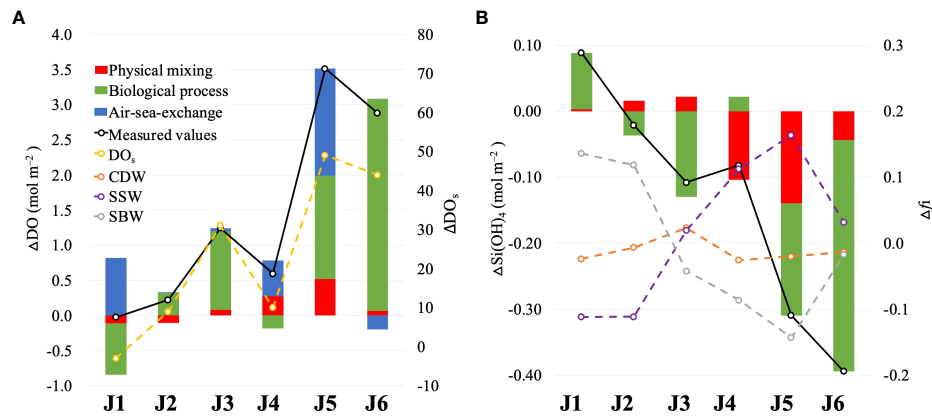 A
B
4.0
3.5
3.0
2.5
2.0
1.5
1.0
0.5
0.0
-0.5
-1.0
ΔDO (mol m⁻²)
Physical mixing
Biological process
Air-sea-exchange
Measured values
DOₛ
CDW
SSW
SBW
80
70
60
50
40
30
20
10
0
-10
ΔDOₛ
J1 J2 J3 J4 J5 J6
0.10
0.00
-0.10
-0.20
-0.30
-0.40
ΔSi(OH)₄ (mol m⁻²)
0.3
0.2
0.1
0.0
-0.1
-0.2
Δfi
J1 J2 J3 J4 J5 J6